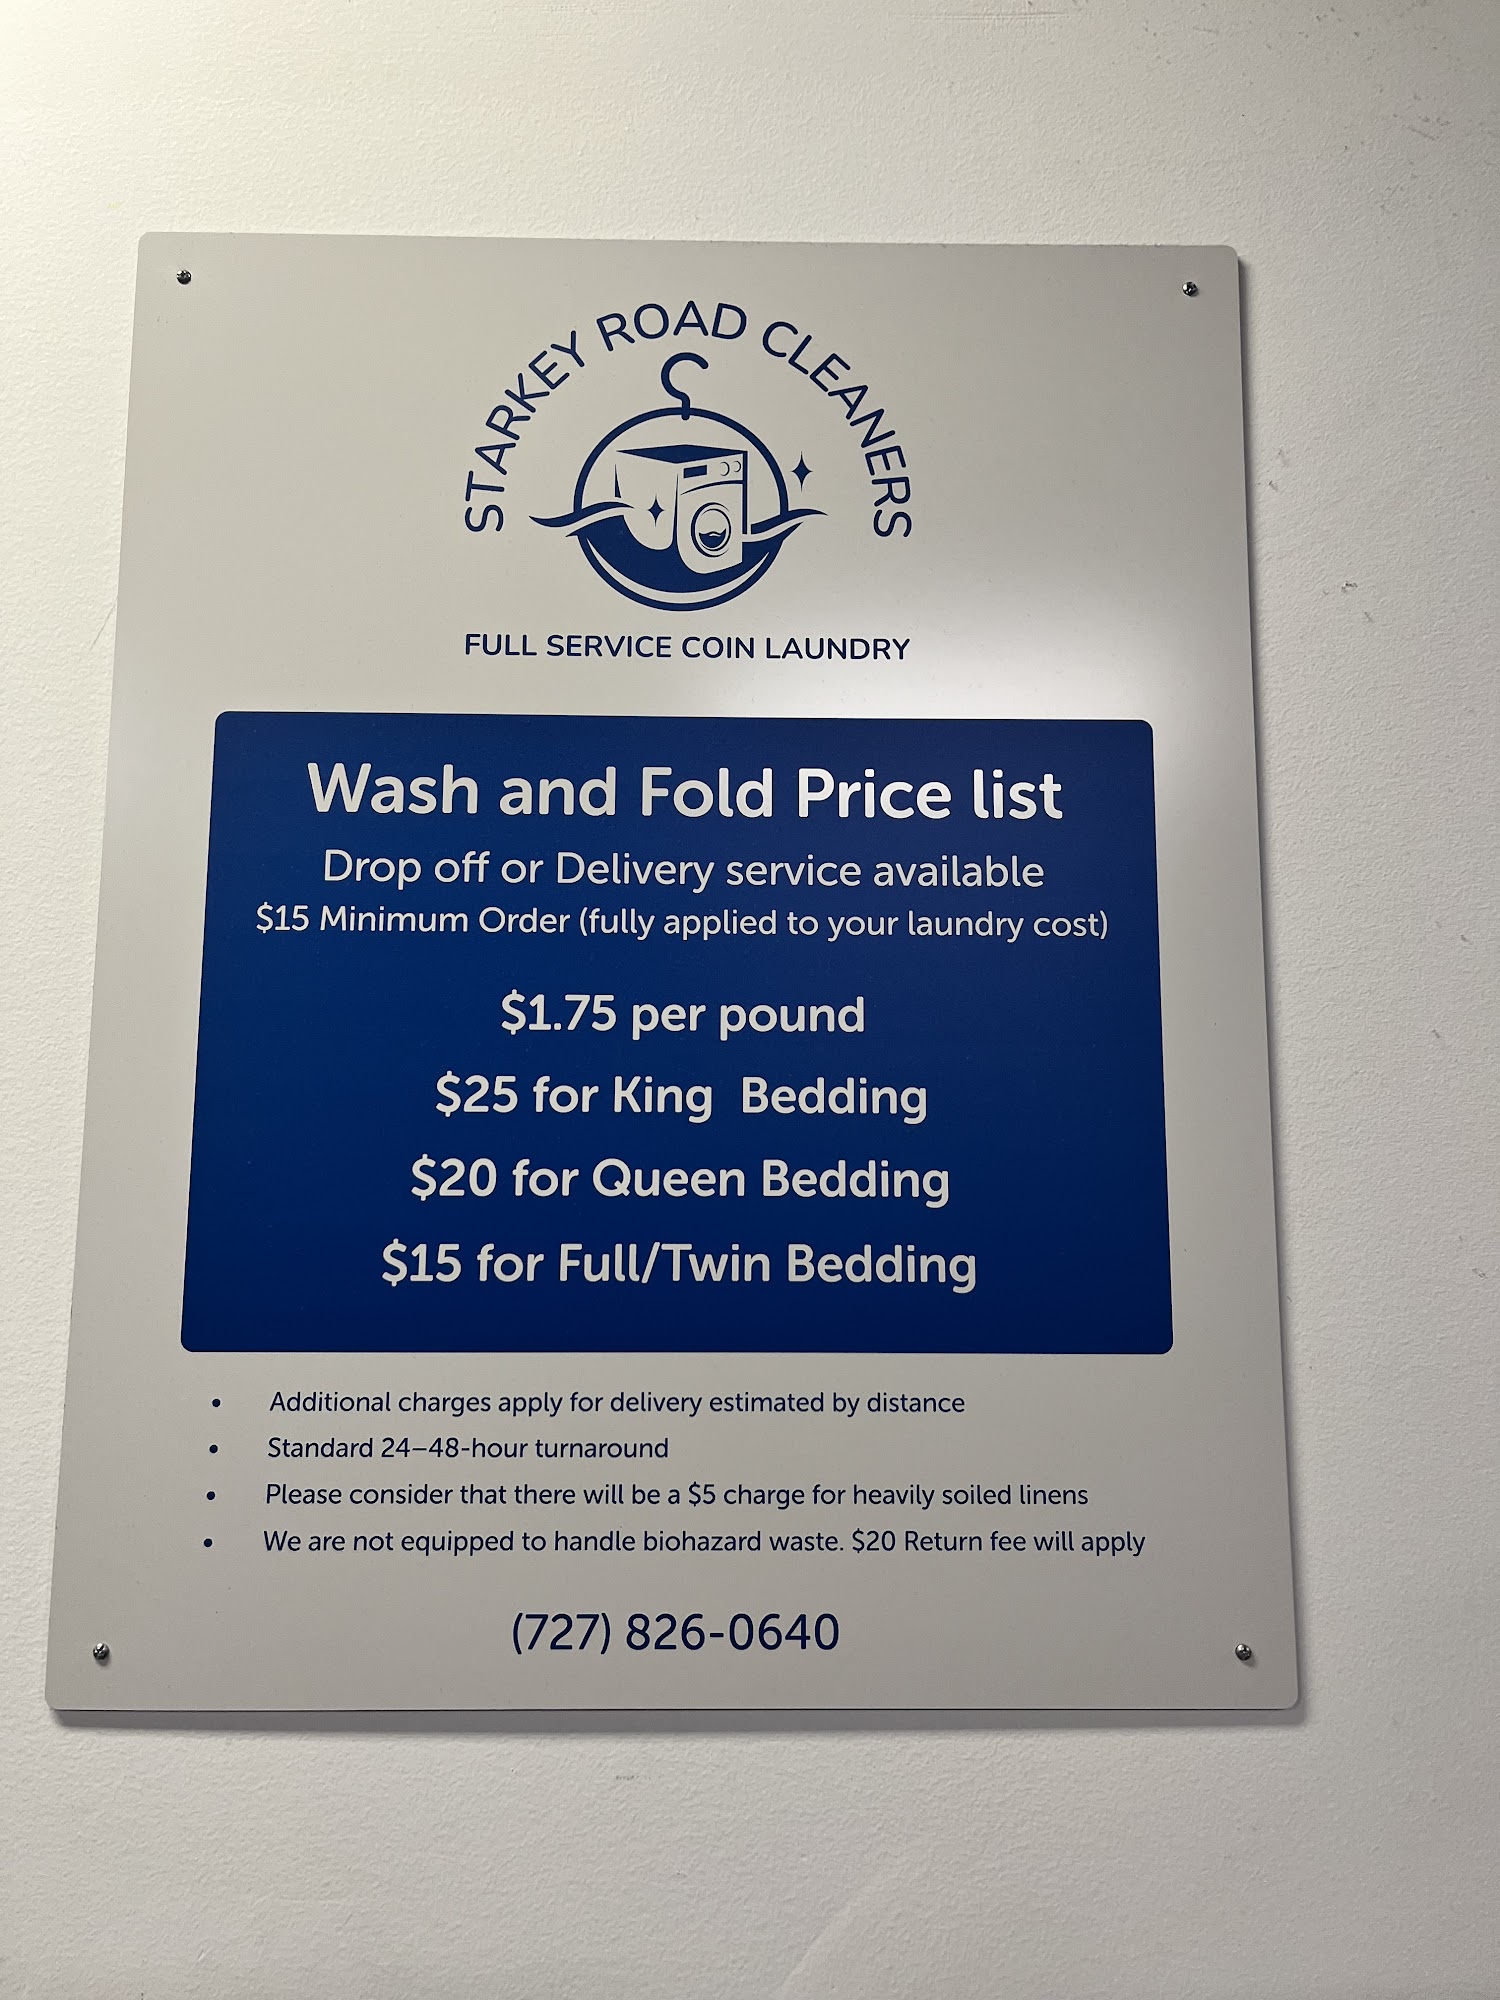 STARKEY ROAD CLEANERS
FULL SERVICE COIN LAUNDRY
Wash and Fold Price list
Drop off or Delivery service available
$15 Minimum Order (fully applied to your laundry cost)
$1.75 per pound
$25 for King Bedding
$20 for Queen Bedding
$15 for Full/Twin Bedding
• Additional charges apply for delivery estimated by distance
• Standard 24–48-hour turnaround
• Please consider that there will be a $5 charge for heavily soiled linens
• We are not equipped to handle biohazard waste. $20 Return fee will apply
(727) 826-0640